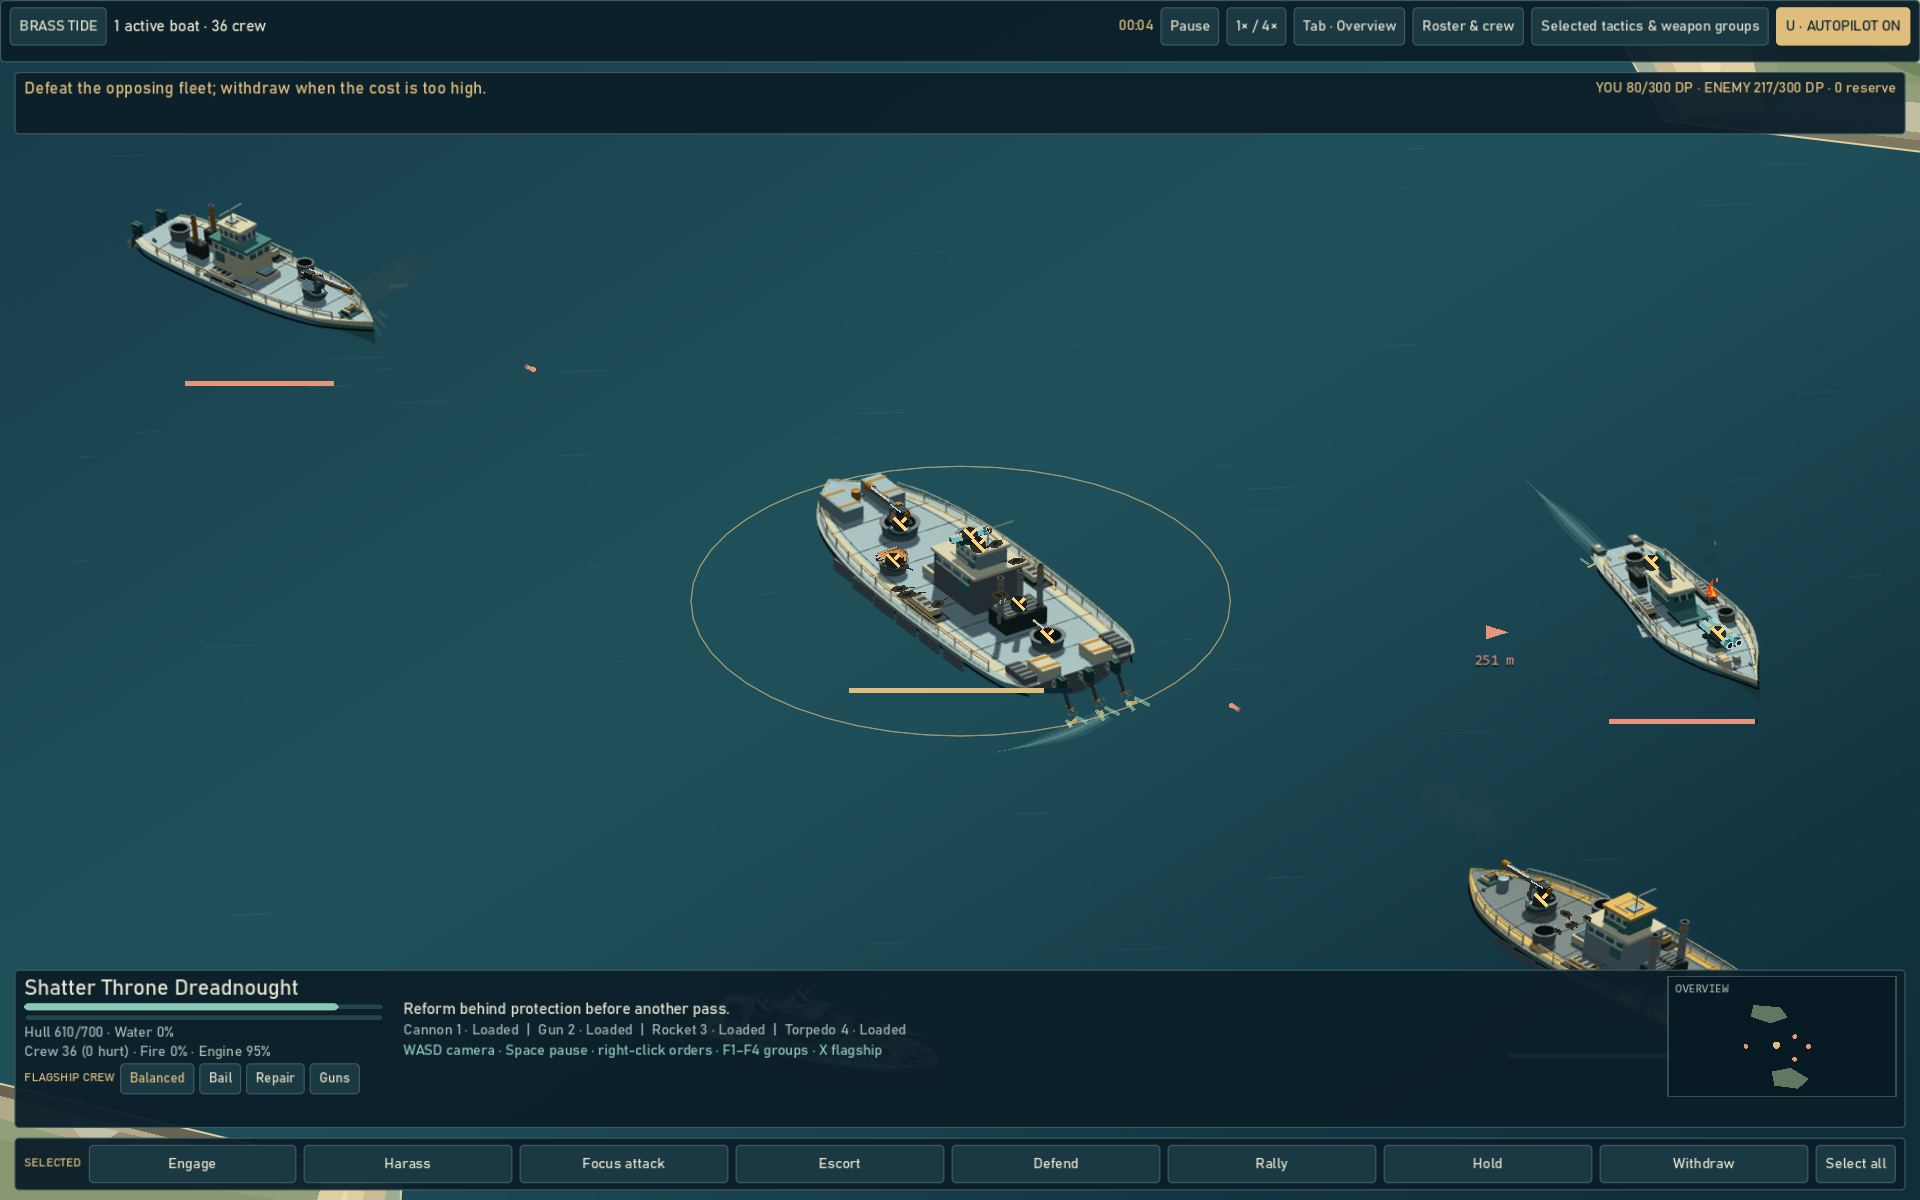 BRASS TIDE 1 active boat · 36 crew 00:04 Pause 1× / 4× Tab · Overview Roster & crew Selected tactics & weapon groups U · AUTOPILOT ON
Defeat the opposing fleet; withdraw when the cost is too high. YOU 80/300 DP · ENEMY 217/300 DP · 0 reserve
251 m
Shatter Throne Dreadnought
Hull 610/700 · Water 0%
Crew 36 (0 hurt) · Fire 0% · Engine 95%
FLAGSHIP CREW Balanced Bail Repair Guns
Reform behind protection before another pass.
Cannon 1 · Loaded | Gun 2 · Loaded | Rocket 3 · Loaded | Torpedo 4 · Loaded
WASD camera · Space pause · right-click orders · F1–F4 groups · X flagship
OVERVIEW
SELECTED Engage Harass Focus attack Escort Defend Rally Hold Withdraw Select all